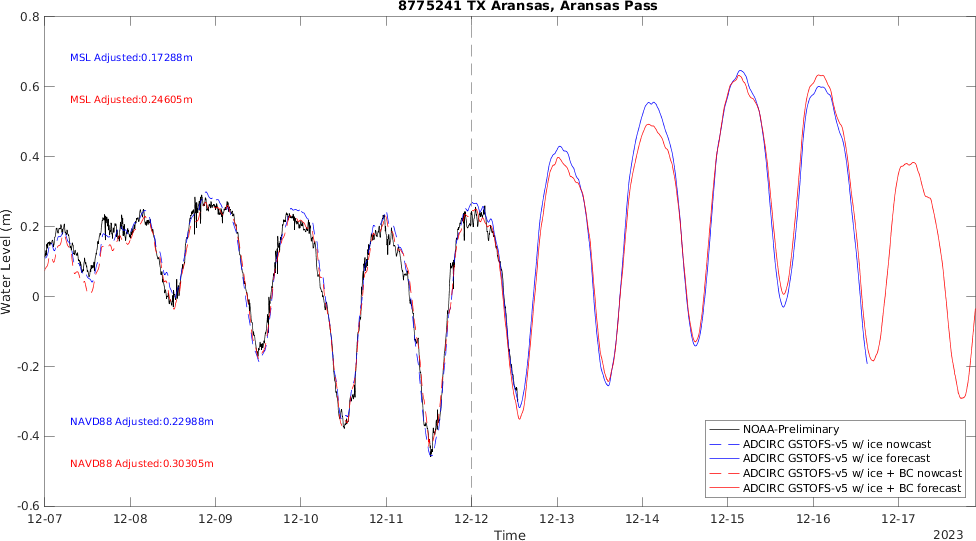 8775241 TX Aransas, Aransas Pass
0.8
MSL Adjusted:0.17288m
0.6
MSL Adjusted:0.24605m
0.4
0.2
Water Level (m)
0
-0.2
NAVD88 Adjusted:0.22988m
-0.4
NAVD88 Adjusted:0.30305m
-0.6
NOAA-Preliminary
ADCIRC GSTOFS-v5 w/ ice nowcast
ADCIRC GSTOFS-v5 w/ ice forecast
ADCIRC GSTOFS-v5 w/ ice + BC nowcast
ADCIRC GSTOFS-v5 w/ ice + BC forecast
12-07 12-08 12-09 12-10 12-11 12-12 12-13 12-14 12-15 12-16 12-17
Time
2023